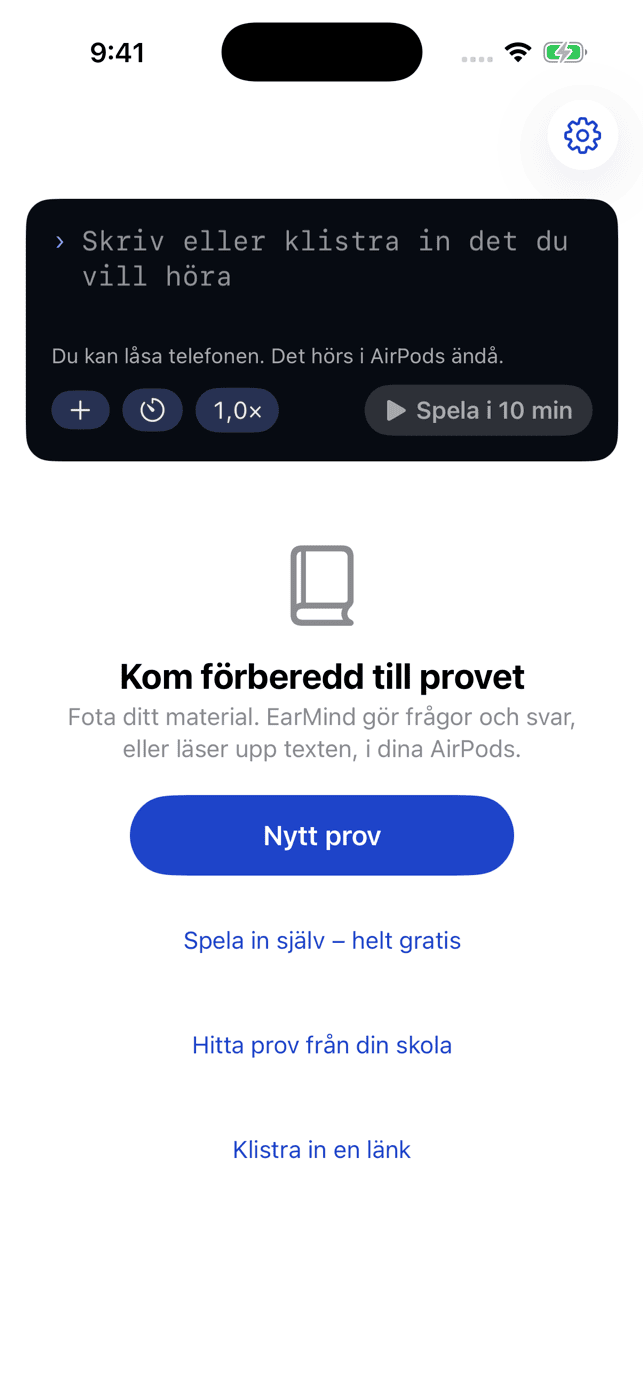 9:41
› Skriv eller klistra in det du
vill höra
Du kan låsa telefonen. Det hörs i AirPods ändå.
1,0×
Spela i 10 min
Kom förberedd till provet
Fota ditt material. EarMind gör frågor och svar,
eller läser upp texten, i dina AirPods.
Nytt prov
Spela in själv – helt gratis
Hitta prov från din skola
Klistra in en länk